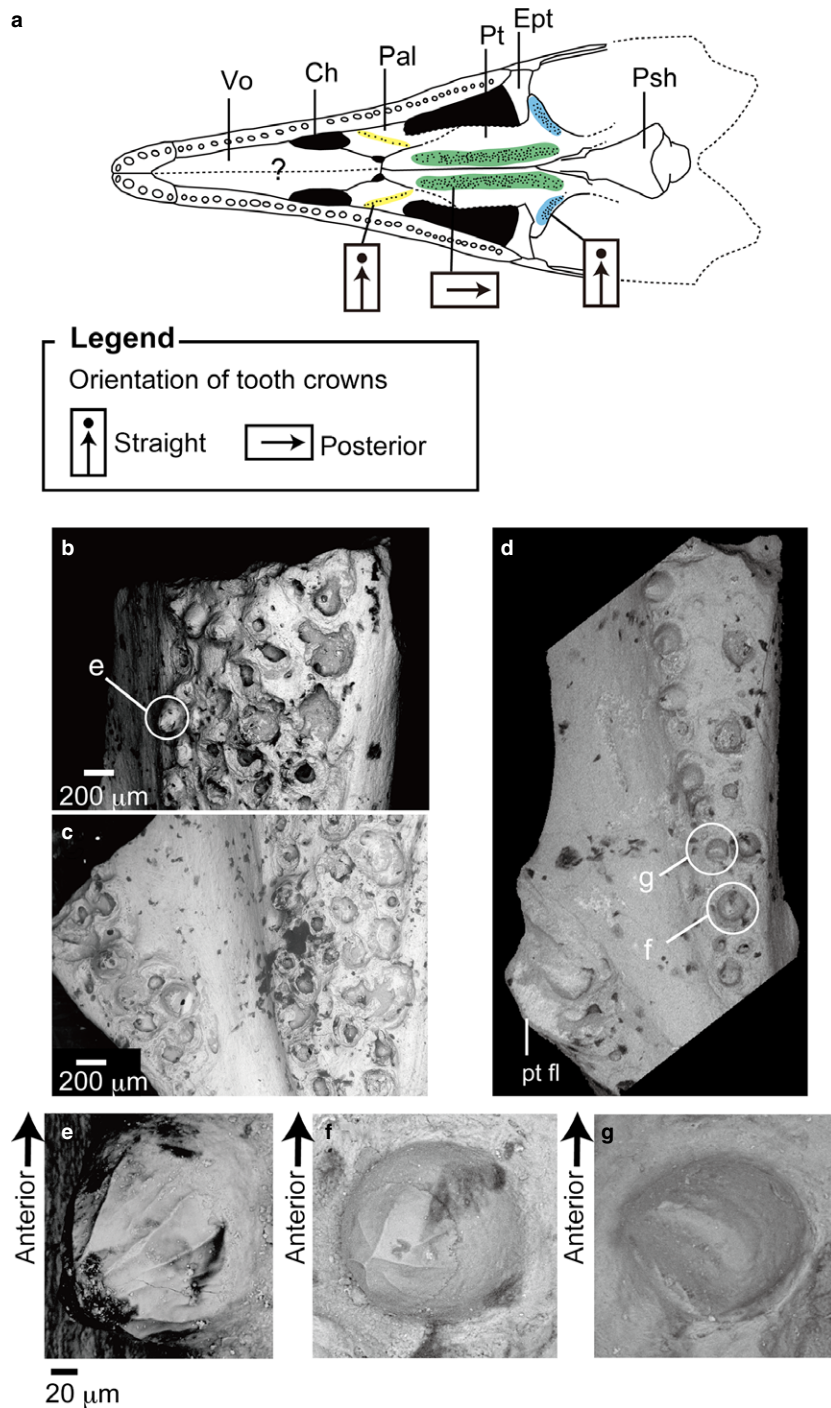 a
Vo
Ch
Pal
Pt
Ept
Psh
?
Legend
Orientation of tooth crowns
Straight
Posterior
b
e
200 µm
c
200 µm
d
g
f
pt fl
Anterior
e
20 µm
Anterior
f
Anterior
g